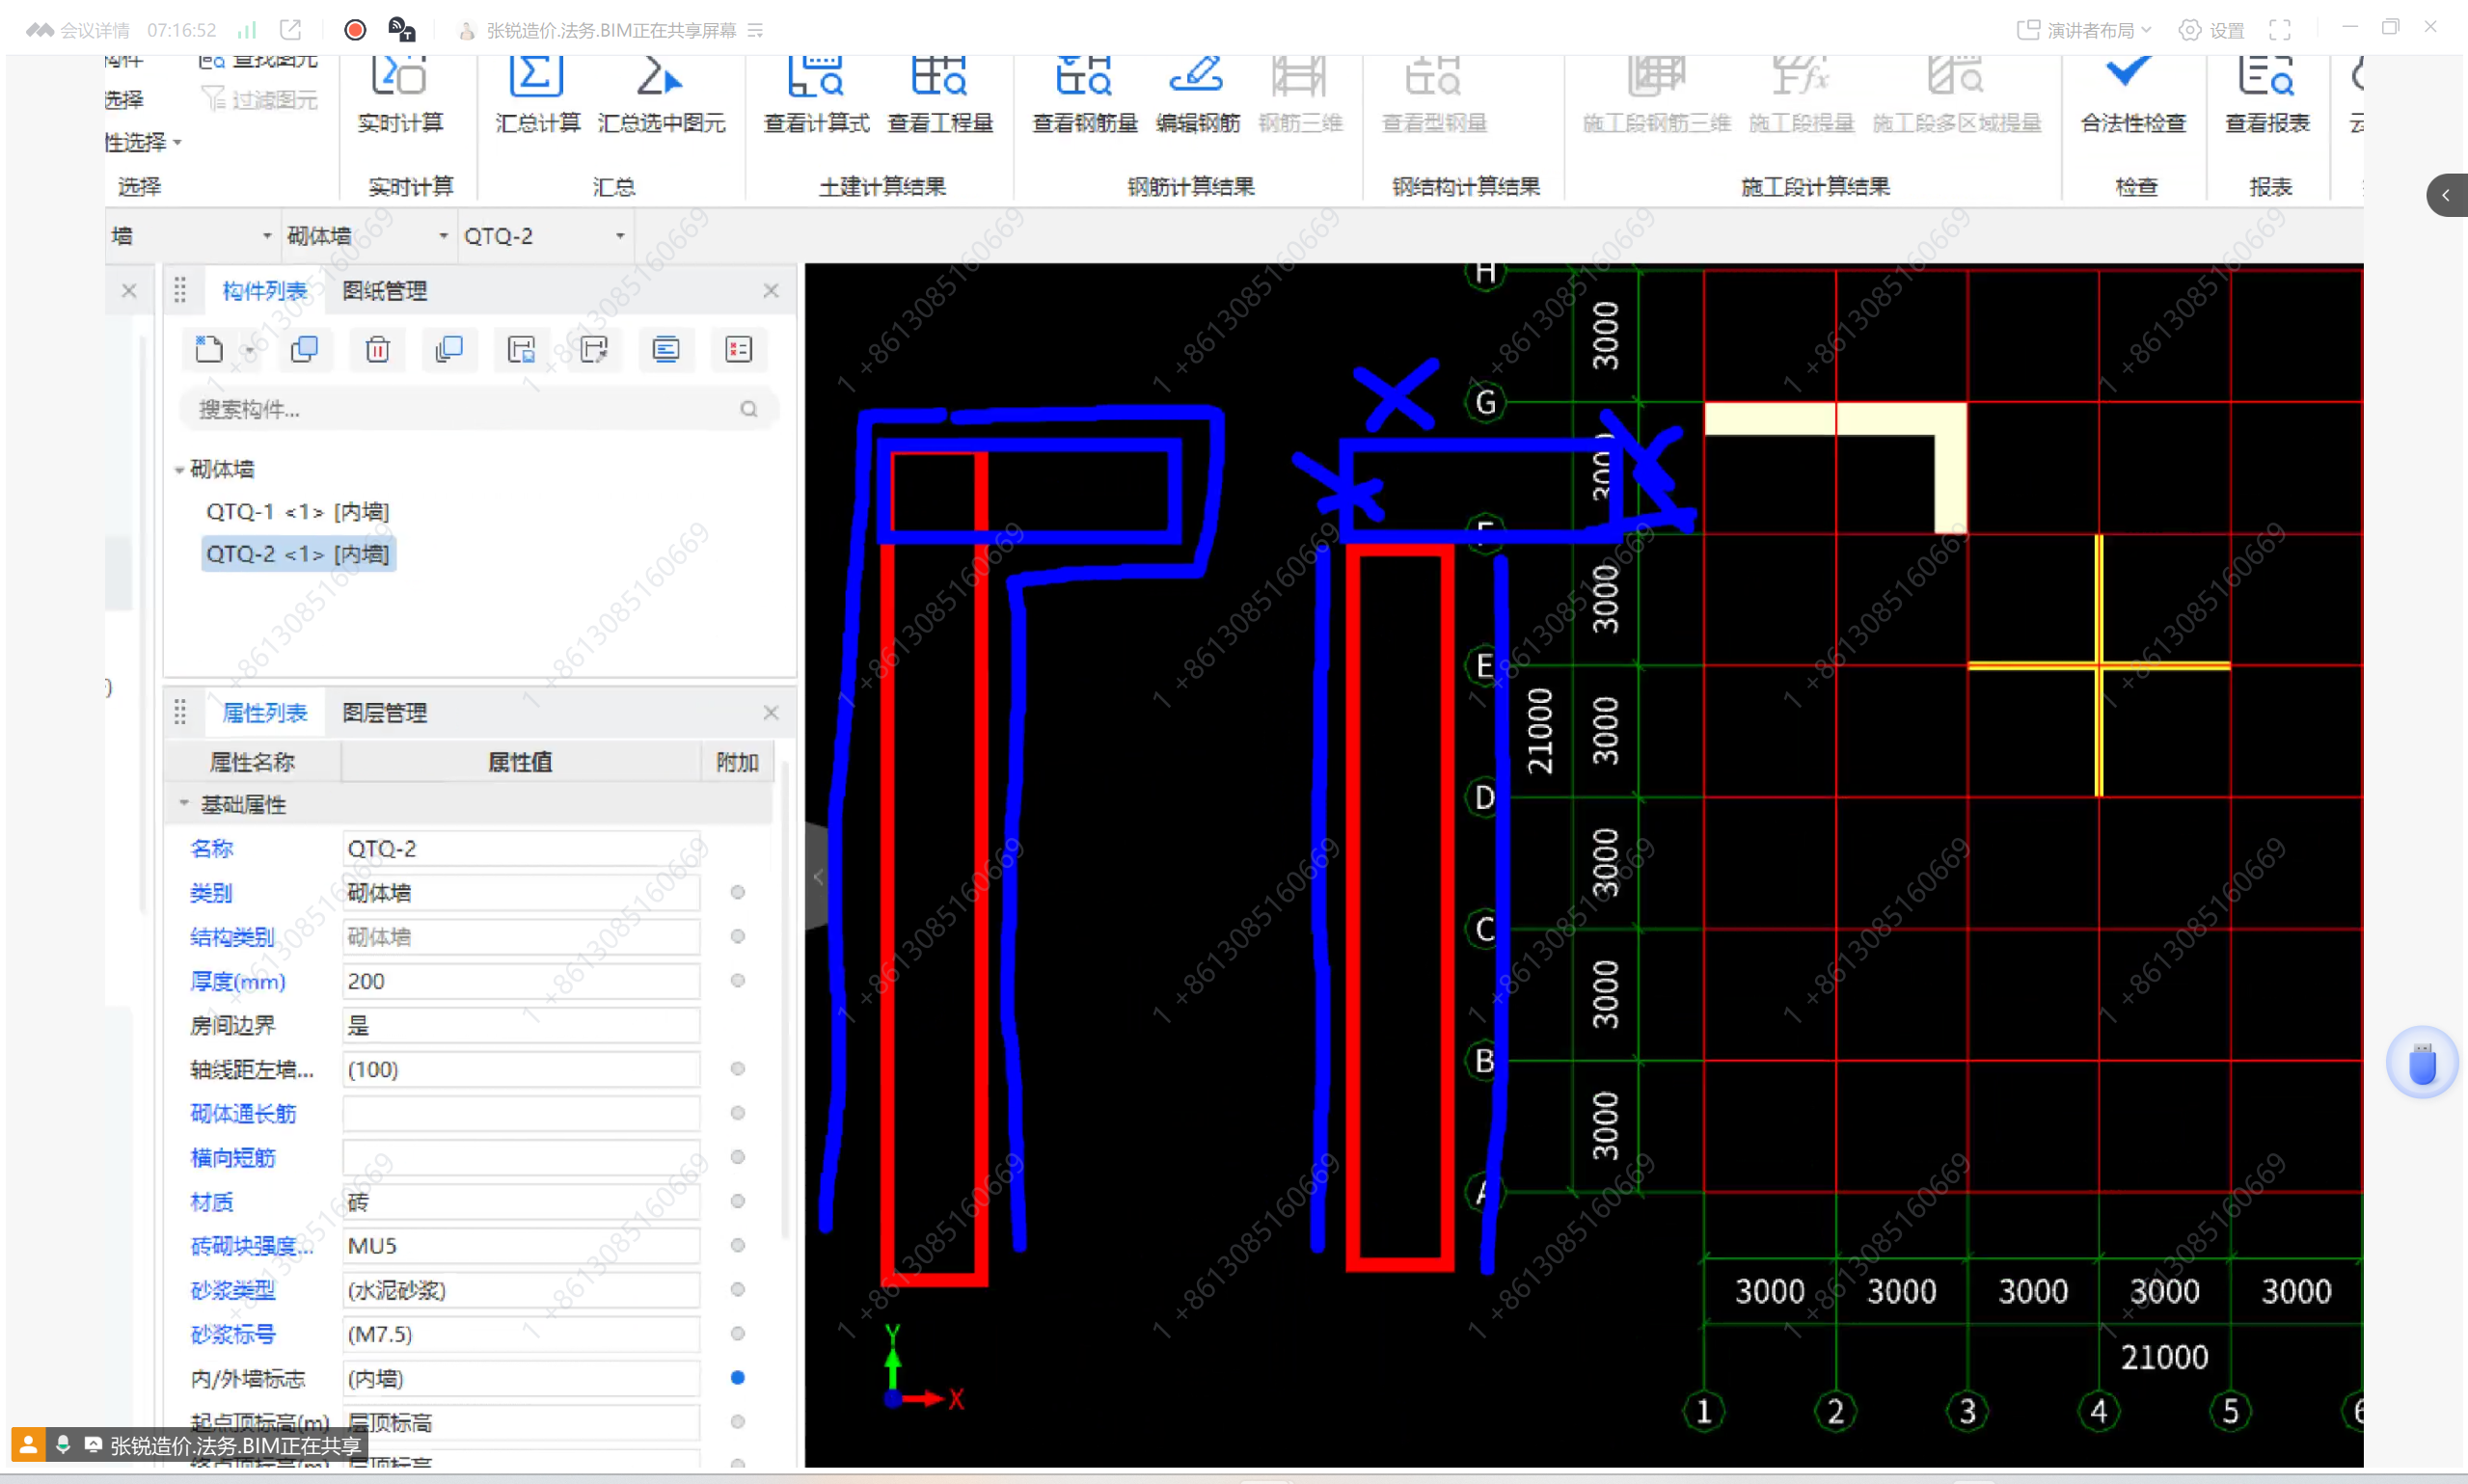 会议详情 07:16:52 张锐造价.法务.BIM正在共享屏幕 演讲者布局 设置
构件 查找图元
选择 过滤图元
性选择
实时计算 汇总计算 汇总选中图元 查看计算式 查看工程量 查看钢筋量 编辑钢筋 钢筋三维 查看型钢量 施工段钢筋三维 施工段提量 施工段多区域提量 合法性检查 查看报表 云
选择 实时计算 汇总 土建计算结果 钢筋计算结果 钢结构计算结果 施工段计算结果 检查 报表
墙 砌体墙 QTQ-2
构件列表 图纸管理
搜索构件...
砌体墙
QTQ-1 <1> [内墙]
QTQ-2 <1> [内墙]
属性列表 图层管理
属性名称 属性值 附加
基础属性
名称 QTQ-2
类别 砌体墙
结构类别 砌体墙
厚度(mm) 200
房间边界 是
轴线距左墙... (100)
砌体通长筋
横向短筋
材质 砖
砖砌块强度... MU5
砂浆类型 (水泥砂浆)
砂浆标号 (M7.5)
内/外墙标志 (内墙)
起点顶标高(m) 层顶标高
终点顶标高(m) 层顶标高
张锐造价.法务.BIM正在共享
H
G
F
E
D
C
B
A
3000
3000
3000
3000
3000
3000
3000
21000
3000 3000 3000 3000 3000
21000
1 2 3 4 5 6
Y
X
1 +8613085160669